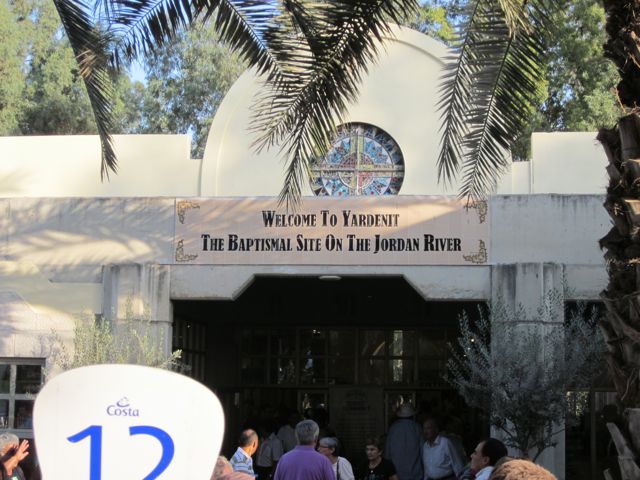 Welcome To Yardenit
The Baptismal Site On The Jordan River
Costa
12